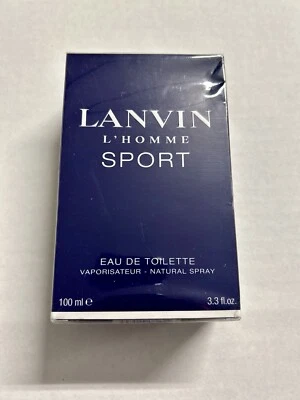 LANVIN
L'HOMME
SPORT
EAU DE TOILETTE
VAPORISATEUR - NATURAL SPRAY
100 ml e 3.3 fl.oz.